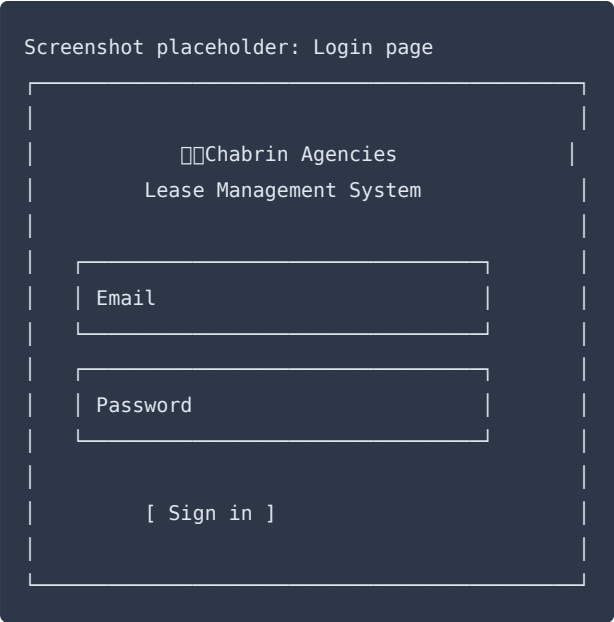 Screenshot placeholder: Login page
Chabrin Agencies
Lease Management System
Email
Password
[ Sign in ]